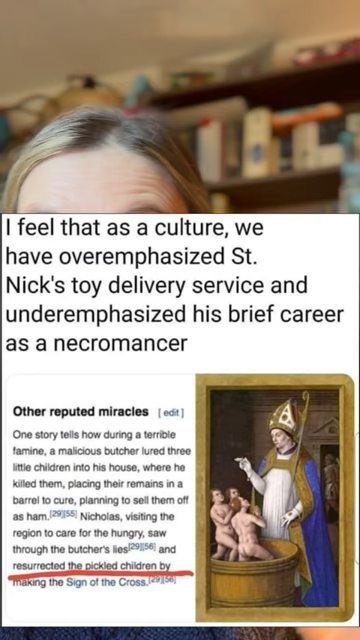 I feel that as a culture, we
have overemphasized St.
Nick's toy delivery service and
underemphasized his brief career
as a necromancer
Other reputed miracles [ edit ]
One story tells how during a terrible
famine, a malicious butcher lured three
little children into his house, where he
killed them, placing their remains in a
barrel to cure, planning to sell them off
as ham.[29][55] Nicholas, visiting the
region to care for the hungry, saw
through the butcher's lies[29][56] and
resurrected the pickled children by
making the Sign of the Cross.[29][56]